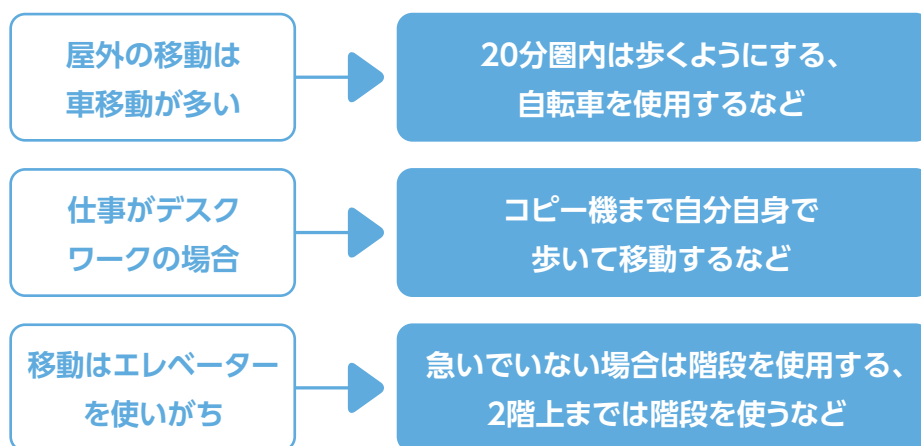 屋外の移動は
車移動が多い
20分圏内は歩くようにする、
自転車を使用するなど
仕事がデスク
ワークの場合
コピー機まで自分自身で
歩いて移動するなど
移動はエレベーター
を使いがち
急いでいない場合は階段を使用する、
2階上までは階段を使うなど